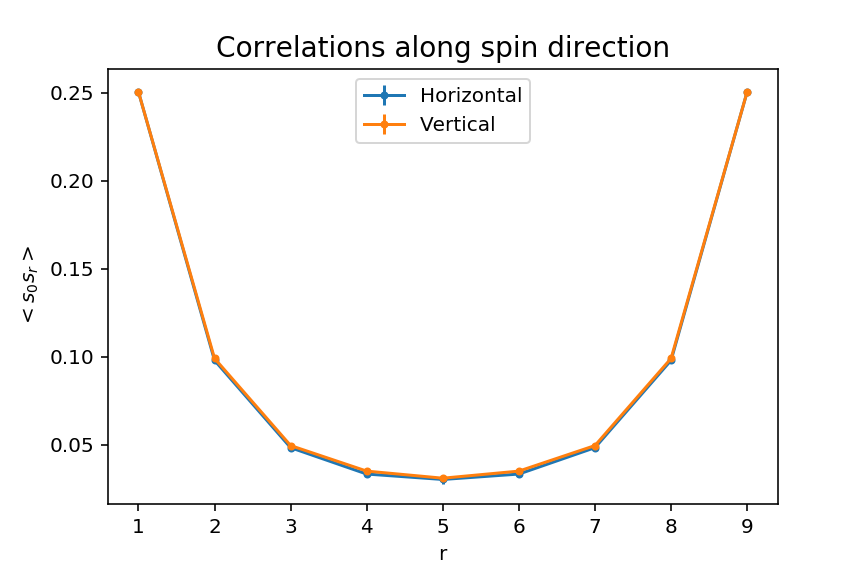 Correlations along spin direction
Horizontal
Vertical
0.25
0.20
0.15
0.10
0.05
< s₀sᵣ >
1 2 3 4 5 6 7 8 9
r